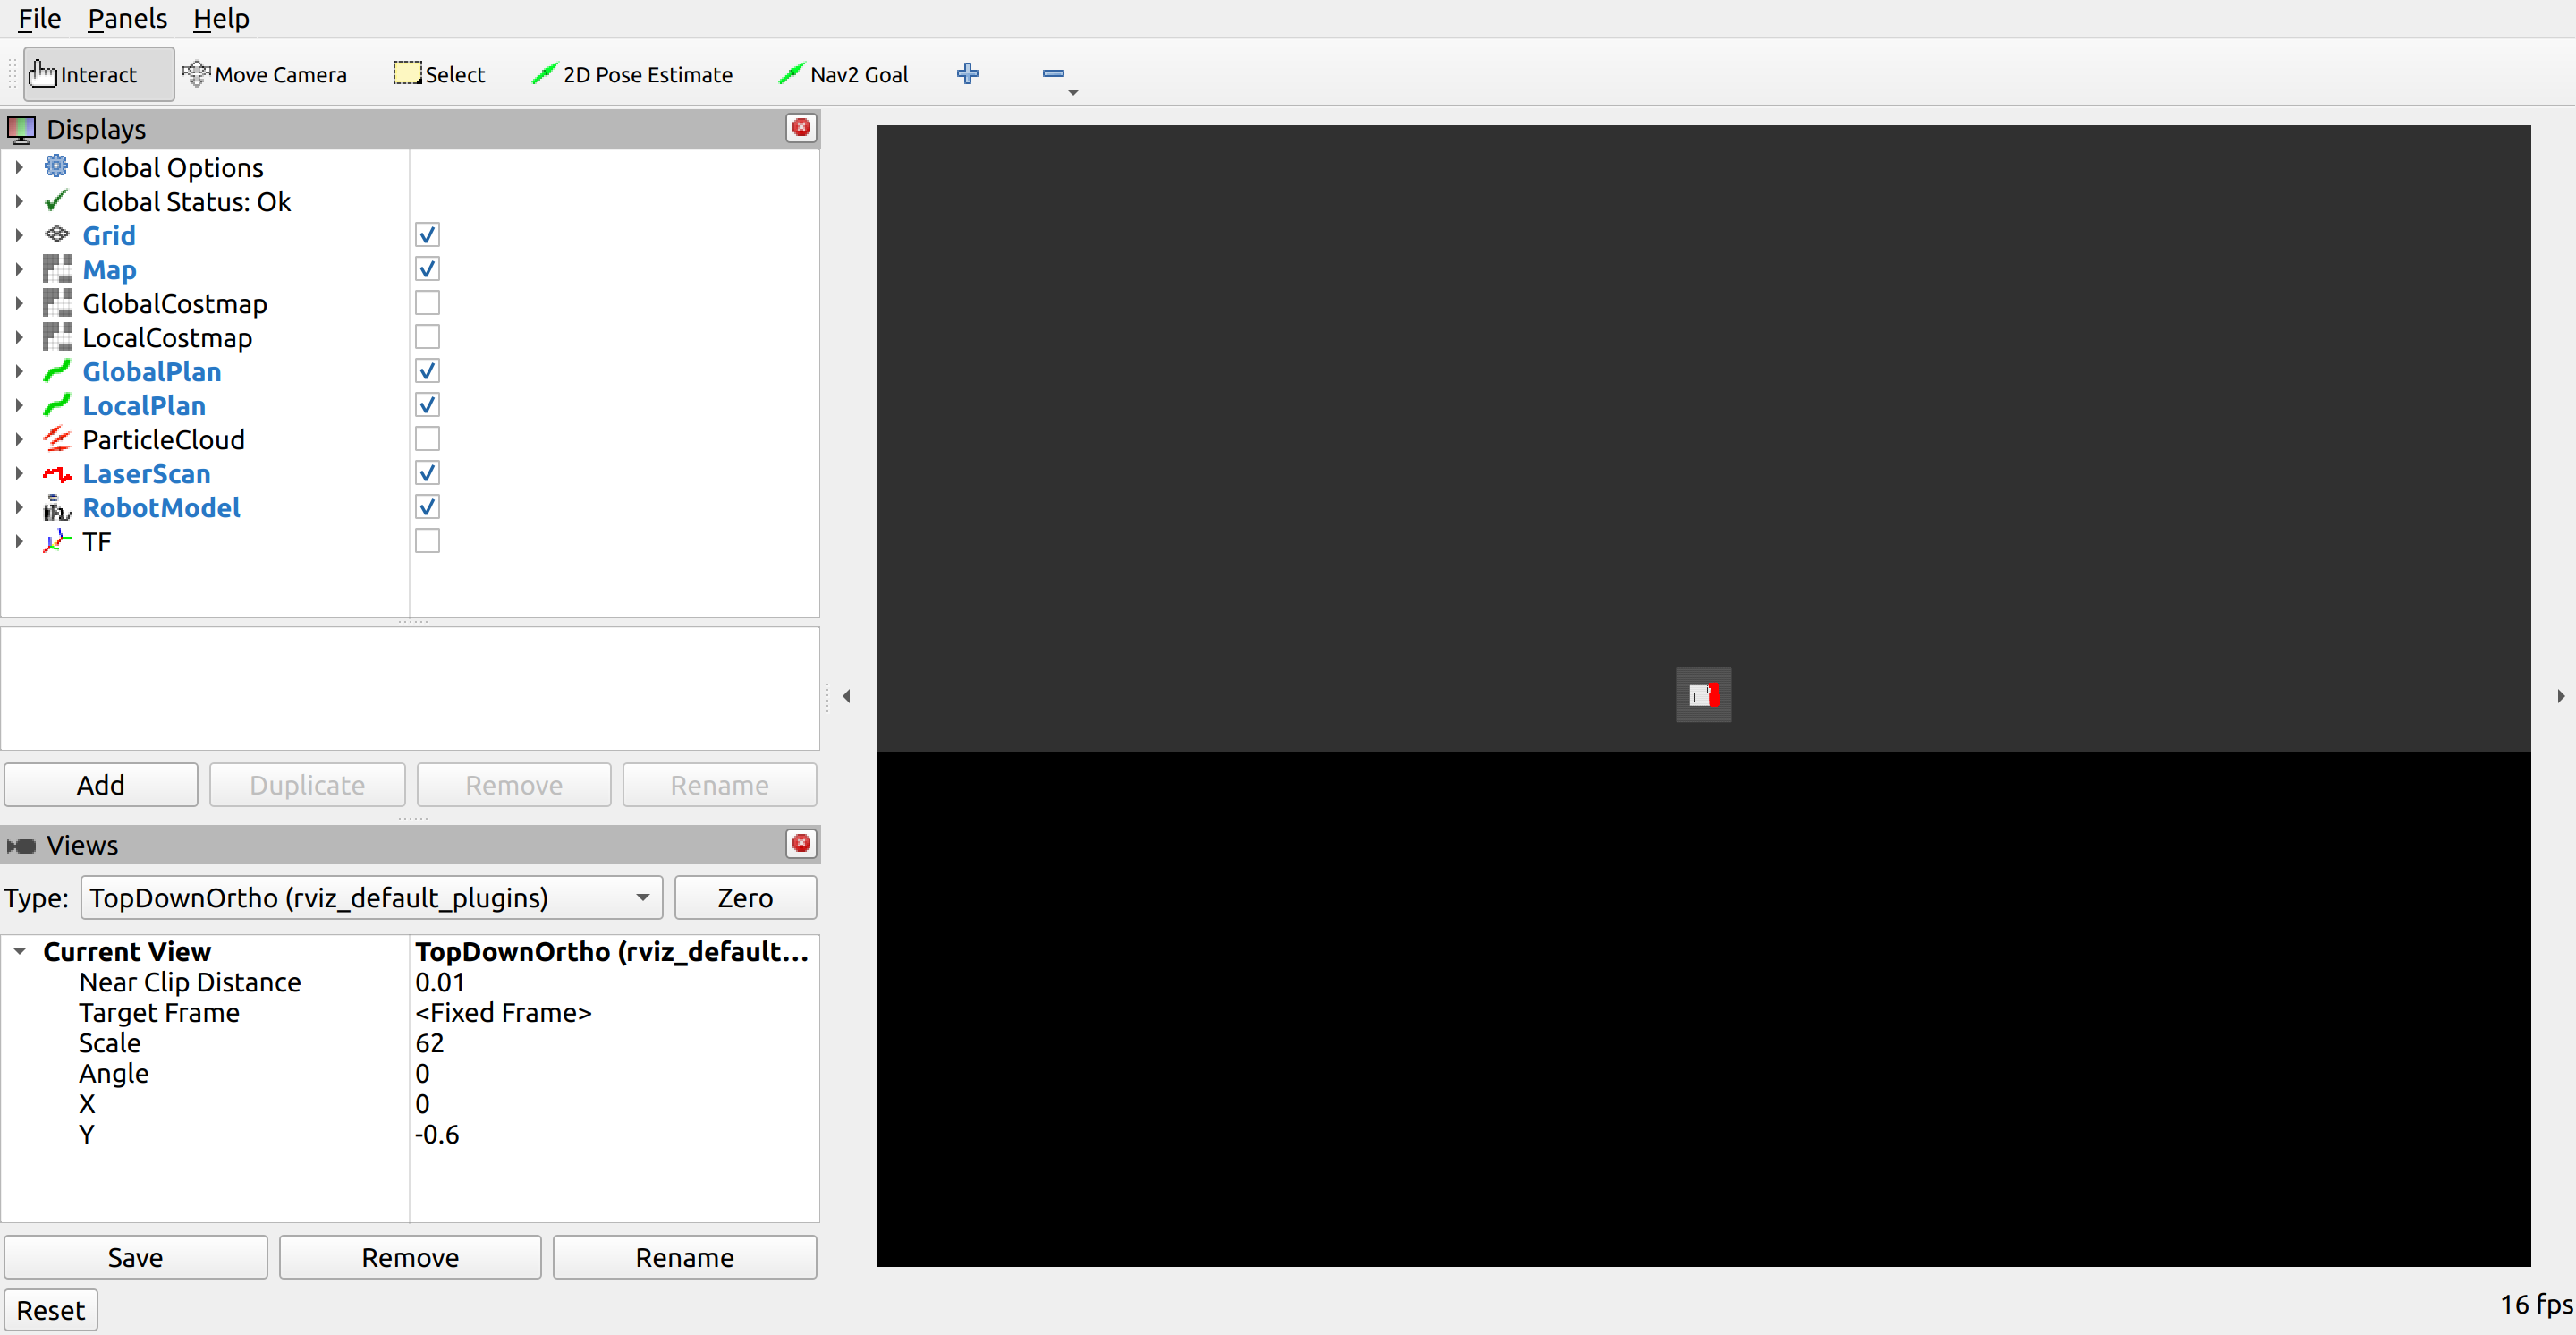 File Panels Help
Interact Move Camera Select 2D Pose Estimate Nav2 Goal
Displays
Global Options
Global Status: Ok
Grid
Map
GlobalCostmap
LocalCostmap
GlobalPlan
LocalPlan
ParticleCloud
LaserScan
RobotModel
TF
Add Duplicate Remove Rename
Views
Type: TopDownOrtho (rviz_default_plugins) Zero
Current View TopDownOrtho (rviz_default...
Near Clip Distance 0.01
Target Frame <Fixed Frame>
Scale 62
Angle 0
X 0
Y -0.6
Save Remove Rename
Reset
16 fps